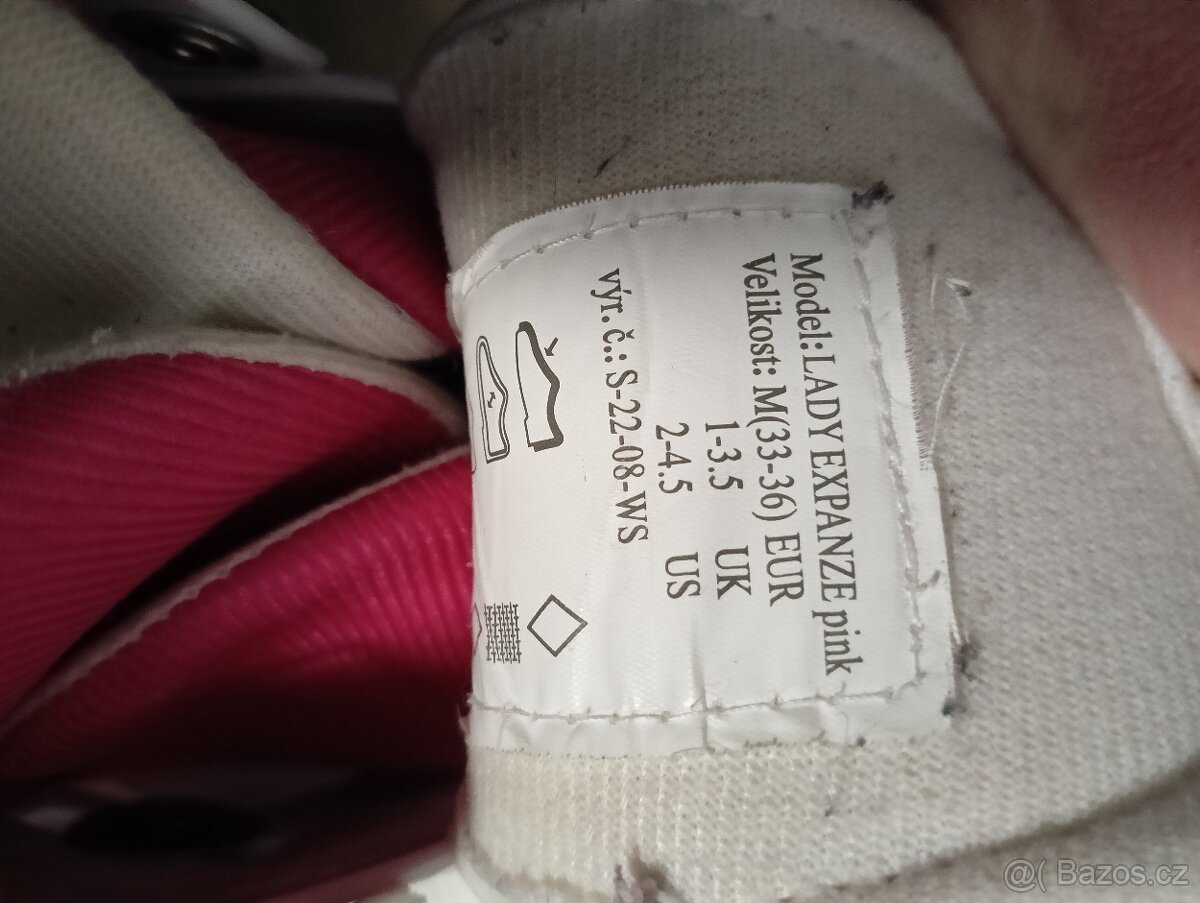 Model: LADY EXPANZE pink
Velikost: M(33-36) EUR
1-3.5 UK
2-4.5 US
výr. č.: S-22-08-WS
@( Bazos.cz